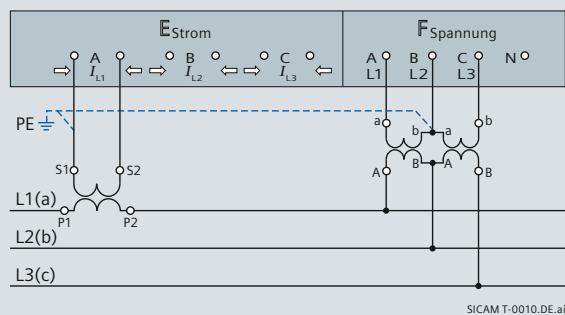 E Strom F Spannung
A B C A B C N
I L1 I L2 I L3 L1 L2 L3
PE a b a b
S1 S2 A B A B
L1(a)
P1 P2
L2(b)
L3(c)
SICAM T-0010.DE.ai